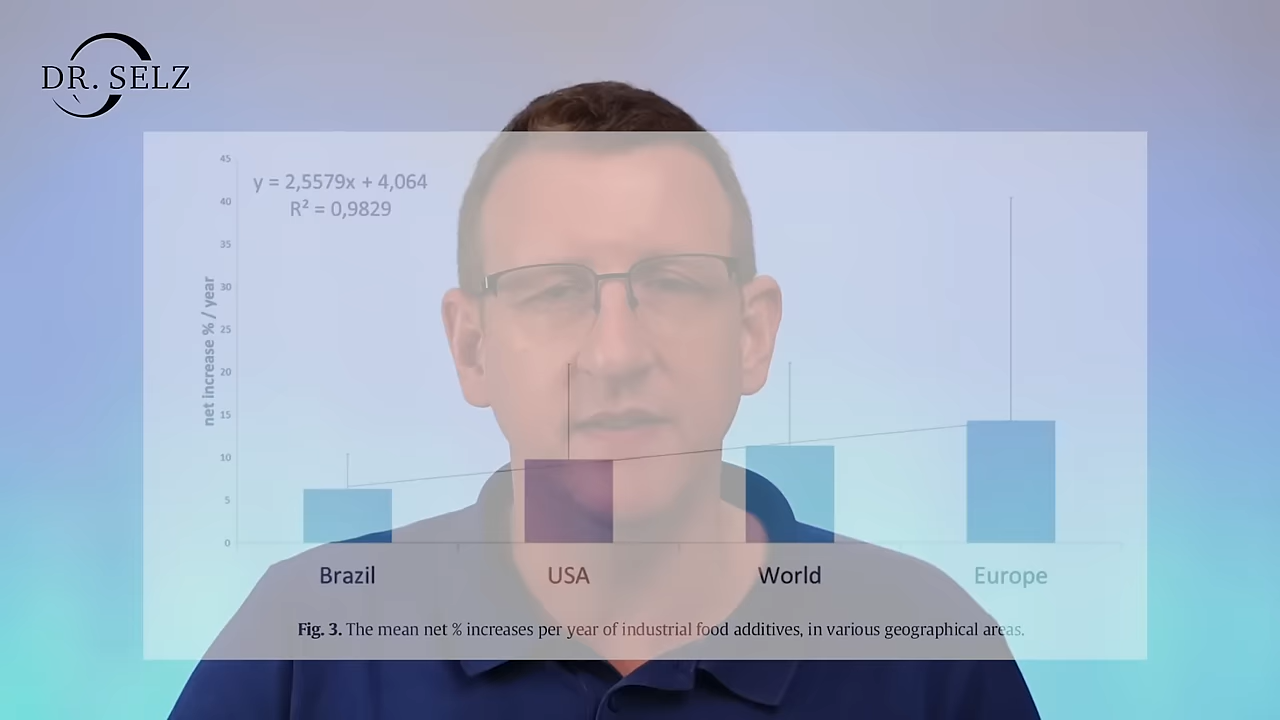 DR. SELZ
45
y = 2,5579x + 4,064
40
R² = 0,9829
35
30
25
20
15
10
5
0
net increase % / year
Brazil USA World Europe
Fig. 3. The mean net % increases per year of industrial food additives, in various geographical areas.